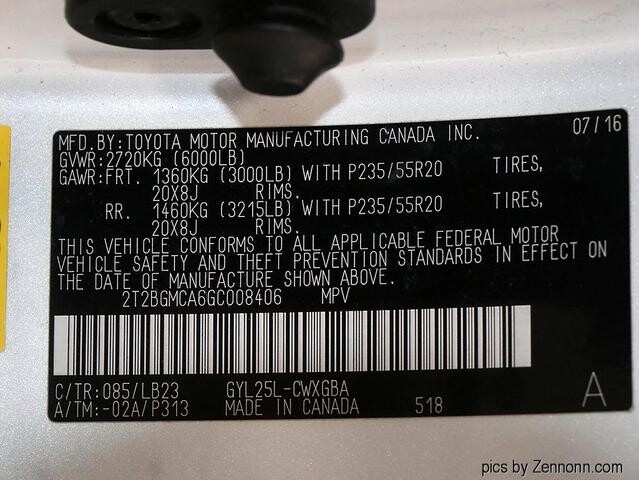 MFD.BY:TOYOTA MOTOR MANUFACTURING CANADA INC. 07/16
GVWR:2720KG (6000LB)
GAWR:FRT. 1360KG (3000LB) WITH P235/55R20 TIRES,
20X8J RIMS.
RR. 1460KG (3215LB) WITH P235/55R20 TIRES,
20X8J RIMS.
THIS VEHICLE CONFORMS TO ALL APPLICABLE FEDERAL MOTOR
VEHICLE SAFETY AND THEFT PREVENTION STANDARDS IN EFFECT ON
THE DATE OF MANUFACTURE SHOWN ABOVE.
2T2BGMCA6GC008406 MPV
C/TR:085/LB23 GYL25L-CWXGBA
A/TM:-02A/P313 MADE IN CANADA 518 A
pics by Zennonn.com